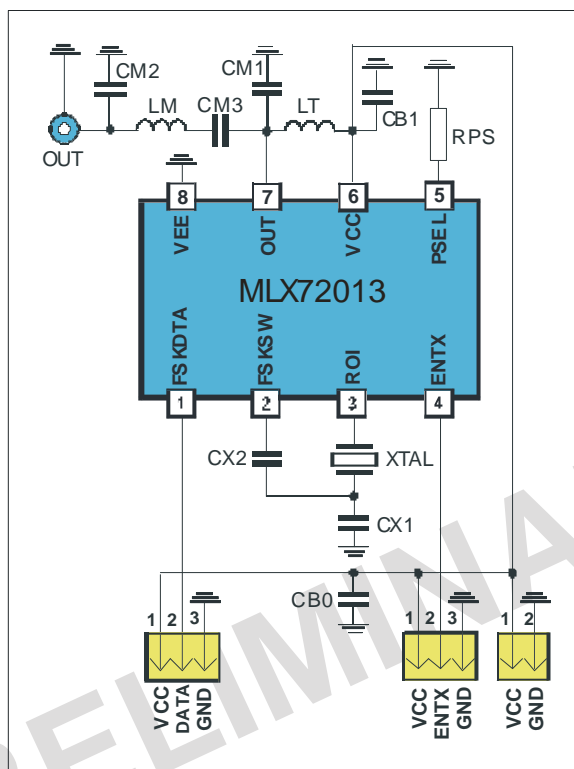 CM2
CM1
LM
LT
CM3
CB1
RPS
OUT
8
7
6
5
VEE
OUT
VCC
PSEL
MLX72013
FSKDTA
FSKSW
ROI
ENTX
1
2
3
4
CX2
XTAL
CX1
CB0
1 2 3
1 2 3
1 2
VCC
DATA
GND
VCC
ENTX
GND
VCC
GND
RELIMINA